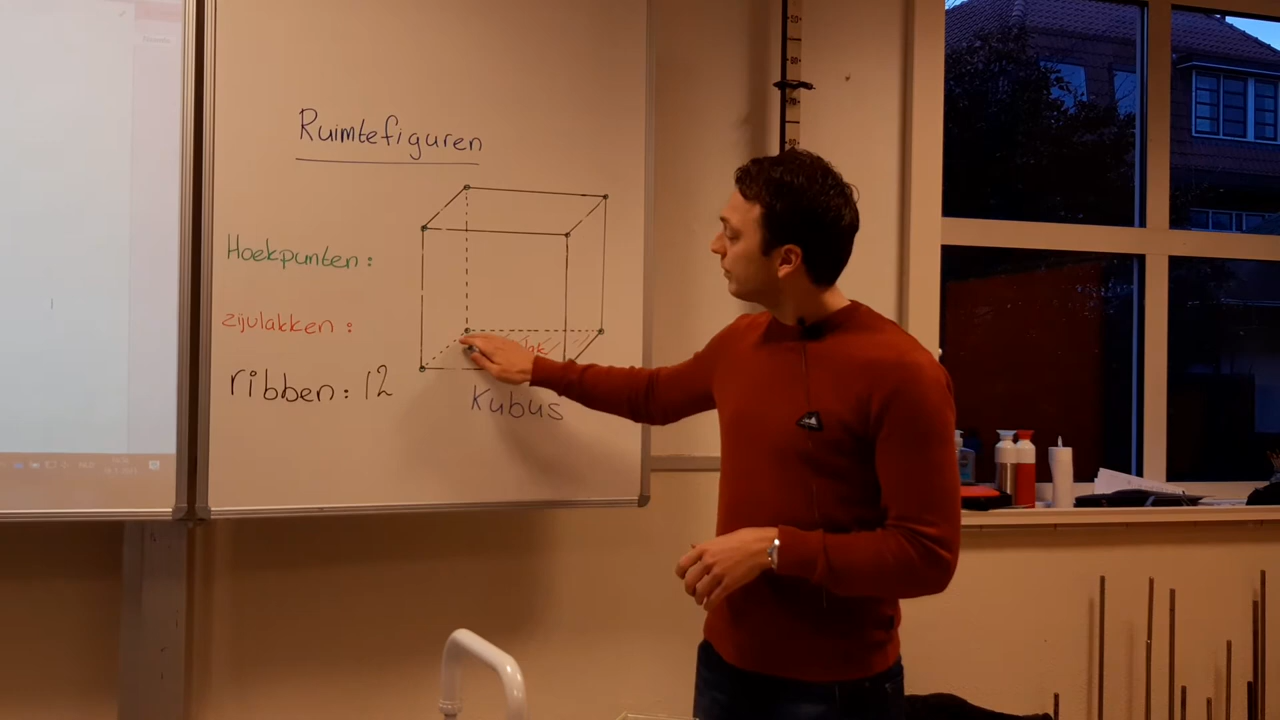 Ruimtefiguren
Hoekpunten:
zijvlakken:
ribben: 12
Kubus